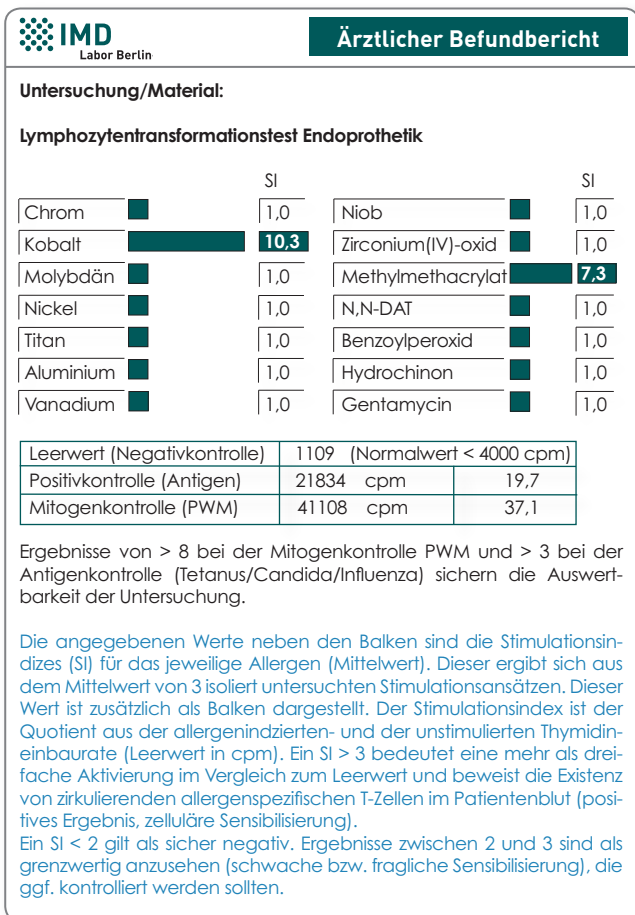 IMD
Labor Berlin
Ärztlicher Befundbericht
Untersuchung/Material:
Lymphozytentransformationstest Endoprothetik
SI SI
Chrom 1,0 Niob 1,0
Kobalt 10,3 Zirconium(IV)-oxid 1,0
Molybdän 1,0 Methylmethacrylat 7,3
Nickel 1,0 N,N-DAT 1,0
Titan 1,0 Benzoylperoxid 1,0
Aluminium 1,0 Hydrochinon 1,0
Vanadium 1,0 Gentamycin 1,0
Leerwert (Negativkontrolle) 1109 (Normalwert < 4000 cpm)
Positivkontrolle (Antigen) 21834 cpm 19,7
Mitogenkontrolle (PWM) 41108 cpm 37,1
Ergebnisse von > 8 bei der Mitogenkontrolle PWM und > 3 bei der
Antigenkontrolle (Tetanus/Candida/Influenza) sichern die Auswert-
barkeit der Untersuchung.
Die angegebenen Werte neben den Balken sind die Stimulationsin-
dizes (SI) für das jeweilige Allergen (Mittelwert). Dieser ergibt sich aus
dem Mittelwert von 3 isoliert untersuchten Stimulationsansätzen. Dieser
Wert ist zusätzlich als Balken dargestellt. Der Stimulationsindex ist der
Quotient aus der allergenindzierten- und der unstimulierten Thymidin-
einbaurate (Leerwert in cpm). Ein SI > 3 bedeutet eine mehr als drei-
fache Aktivierung im Vergleich zum Leerwert und beweist die Existenz
von zirkulierenden allergenspezifischen T-Zellen im Patientenblut (posi-
tives Ergebnis, zelluläre Sensibilisierung).
Ein SI < 2 gilt als sicher negativ. Ergebnisse zwischen 2 und 3 sind als
grenzwertig anzusehen (schwache bzw. fragliche Sensibilisierung), die
ggf. kontrolliert werden sollten.